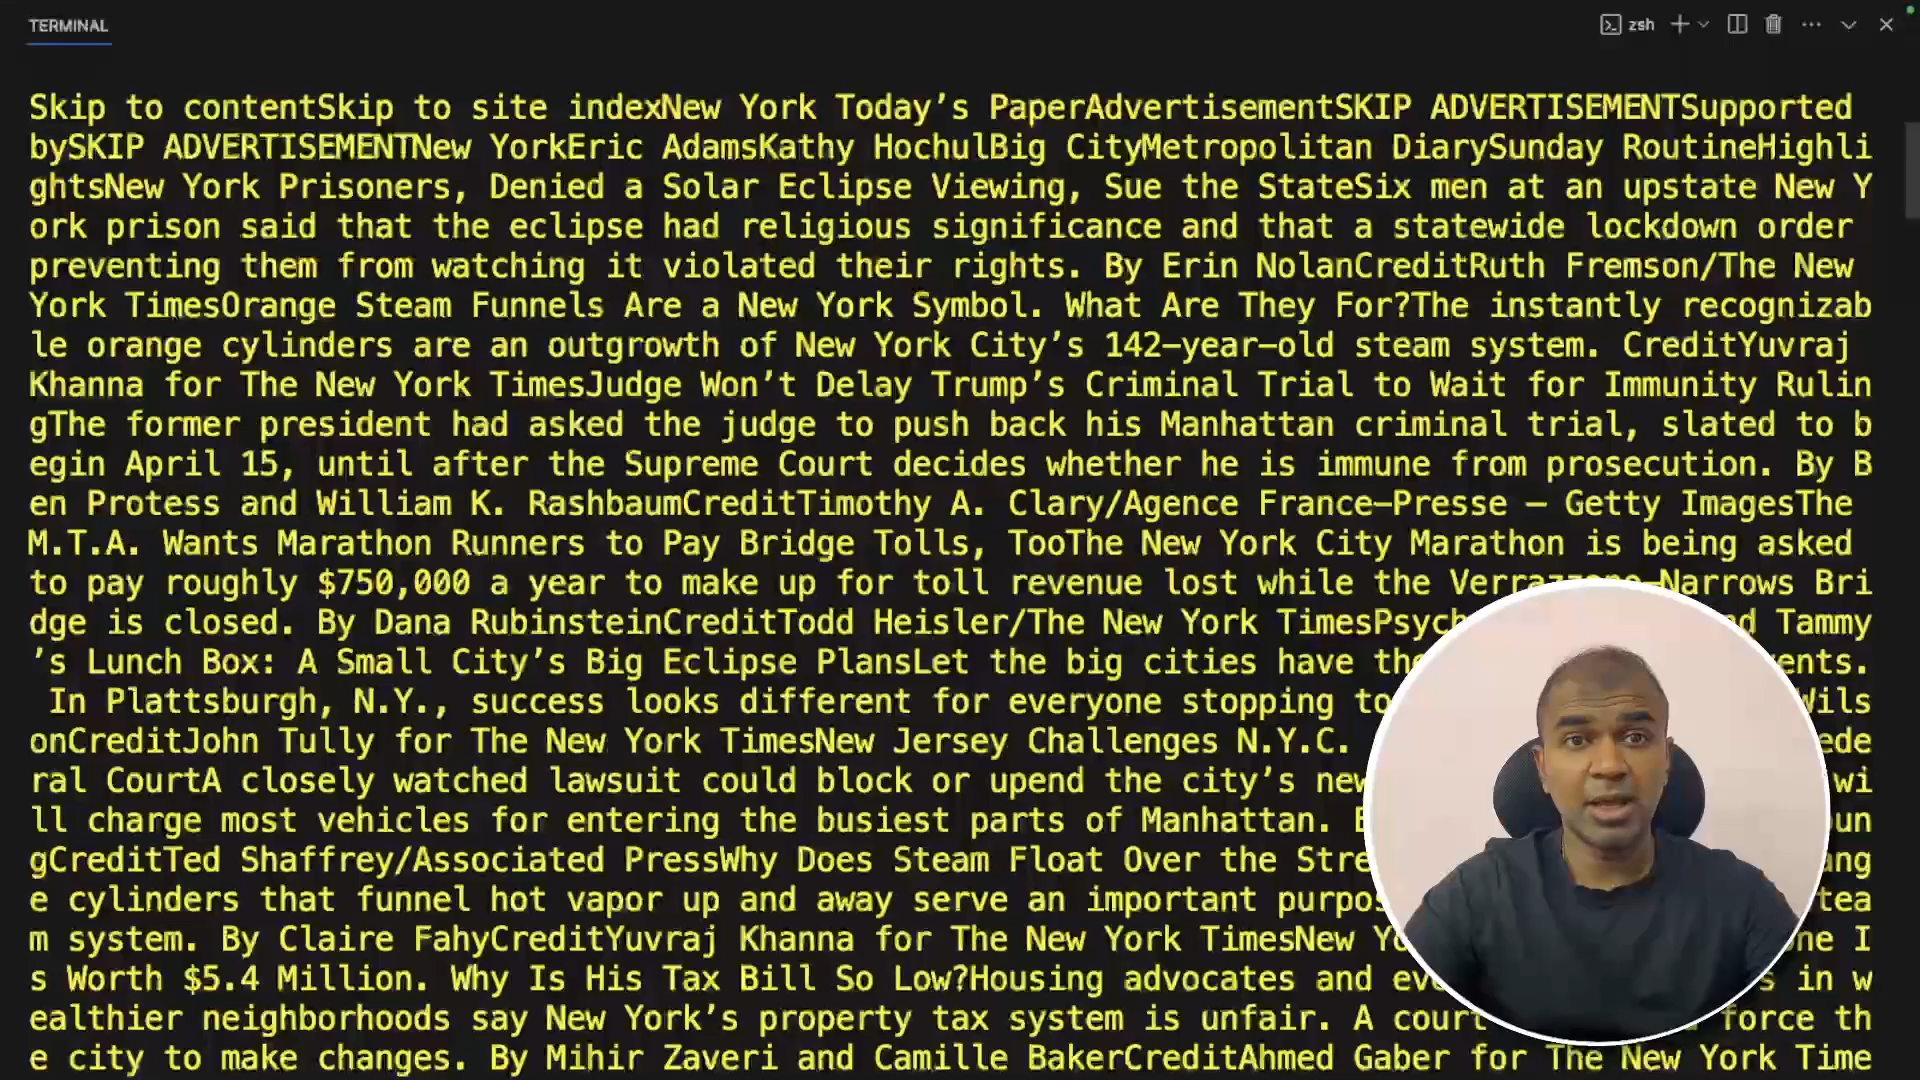 TERMINAL
zsh
Skip to contentSkip to site indexNew York Today’s PaperAdvertisementSKIP ADVERTISEMENTSupported
bySKIP ADVERTISEMENTNew YorkEric AdamsKathy HochulBig CityMetropolitan DiarySunday RoutineHighli
ghtsNew York Prisoners, Denied a Solar Eclipse Viewing, Sue the StateSix men at an upstate New Y
ork prison said that the eclipse had religious significance and that a statewide lockdown order
preventing them from watching it violated their rights. By Erin NolanCreditRuth Fremson/The New
York TimesOrange Steam Funnels Are a New York Symbol. What Are They For?The instantly recognizab
le orange cylinders are an outgrowth of New York City’s 142-year-old steam system. CreditYuvraj
Khanna for The New York TimesJudge Won’t Delay Trump’s Criminal Trial to Wait for Immunity Rulin
gThe former president had asked the judge to push back his Manhattan criminal trial, slated to b
egin April 15, until after the Supreme Court decides whether he is immune from prosecution. By B
en Protess and William K. RashbaumCreditTimothy A. Clary/Agence France-Presse — Getty ImagesThe
M.T.A. Wants Marathon Runners to Pay Bridge Tolls, TooThe New York City Marathon is being asked
to pay roughly $750,000 a year to make up for toll revenue lost while the Verrazzano-Narrows Bri
dge is closed. By Dana RubinsteinCreditTodd Heisler/The New York TimesPsych d Tammy
’s Lunch Box: A Small City’s Big Eclipse PlansLet the big cities have the ents.
In Plattsburgh, N.Y., success looks different for everyone stopping to Wils
onCreditJohn Tully for The New York TimesNew Jersey Challenges N.Y.C. ede
ral CourtA closely watched lawsuit could block or upend the city’s new wi
ll charge most vehicles for entering the busiest parts of Manhattan. un
gCreditTed Shaffrey/Associated PressWhy Does Steam Float Over the Stre ang
e cylinders that funnel hot vapor up and away serve an important purpos tea
m system. By Claire FahyCreditYuvraj Khanna for The New York TimesNew Yo ne I
s Worth $5.4 Million. Why Is His Tax Bill So Low?Housing advocates and eve s in w
ealthier neighborhoods say New York’s property tax system is unfair. A court force th
e city to make changes. By Mihir Zaveri and Camille BakerCreditAhmed Gaber for The New York Time